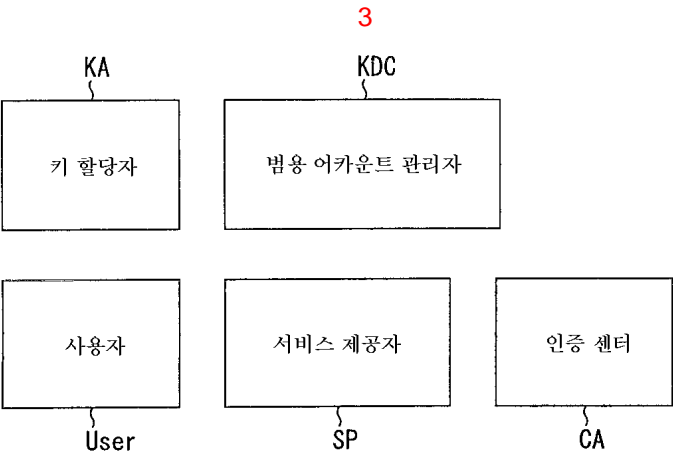 3
KA
KDC
키 할당자
범용 어카운트 관리자
사용자
서비스 제공자
인증 센터
User
SP
CA